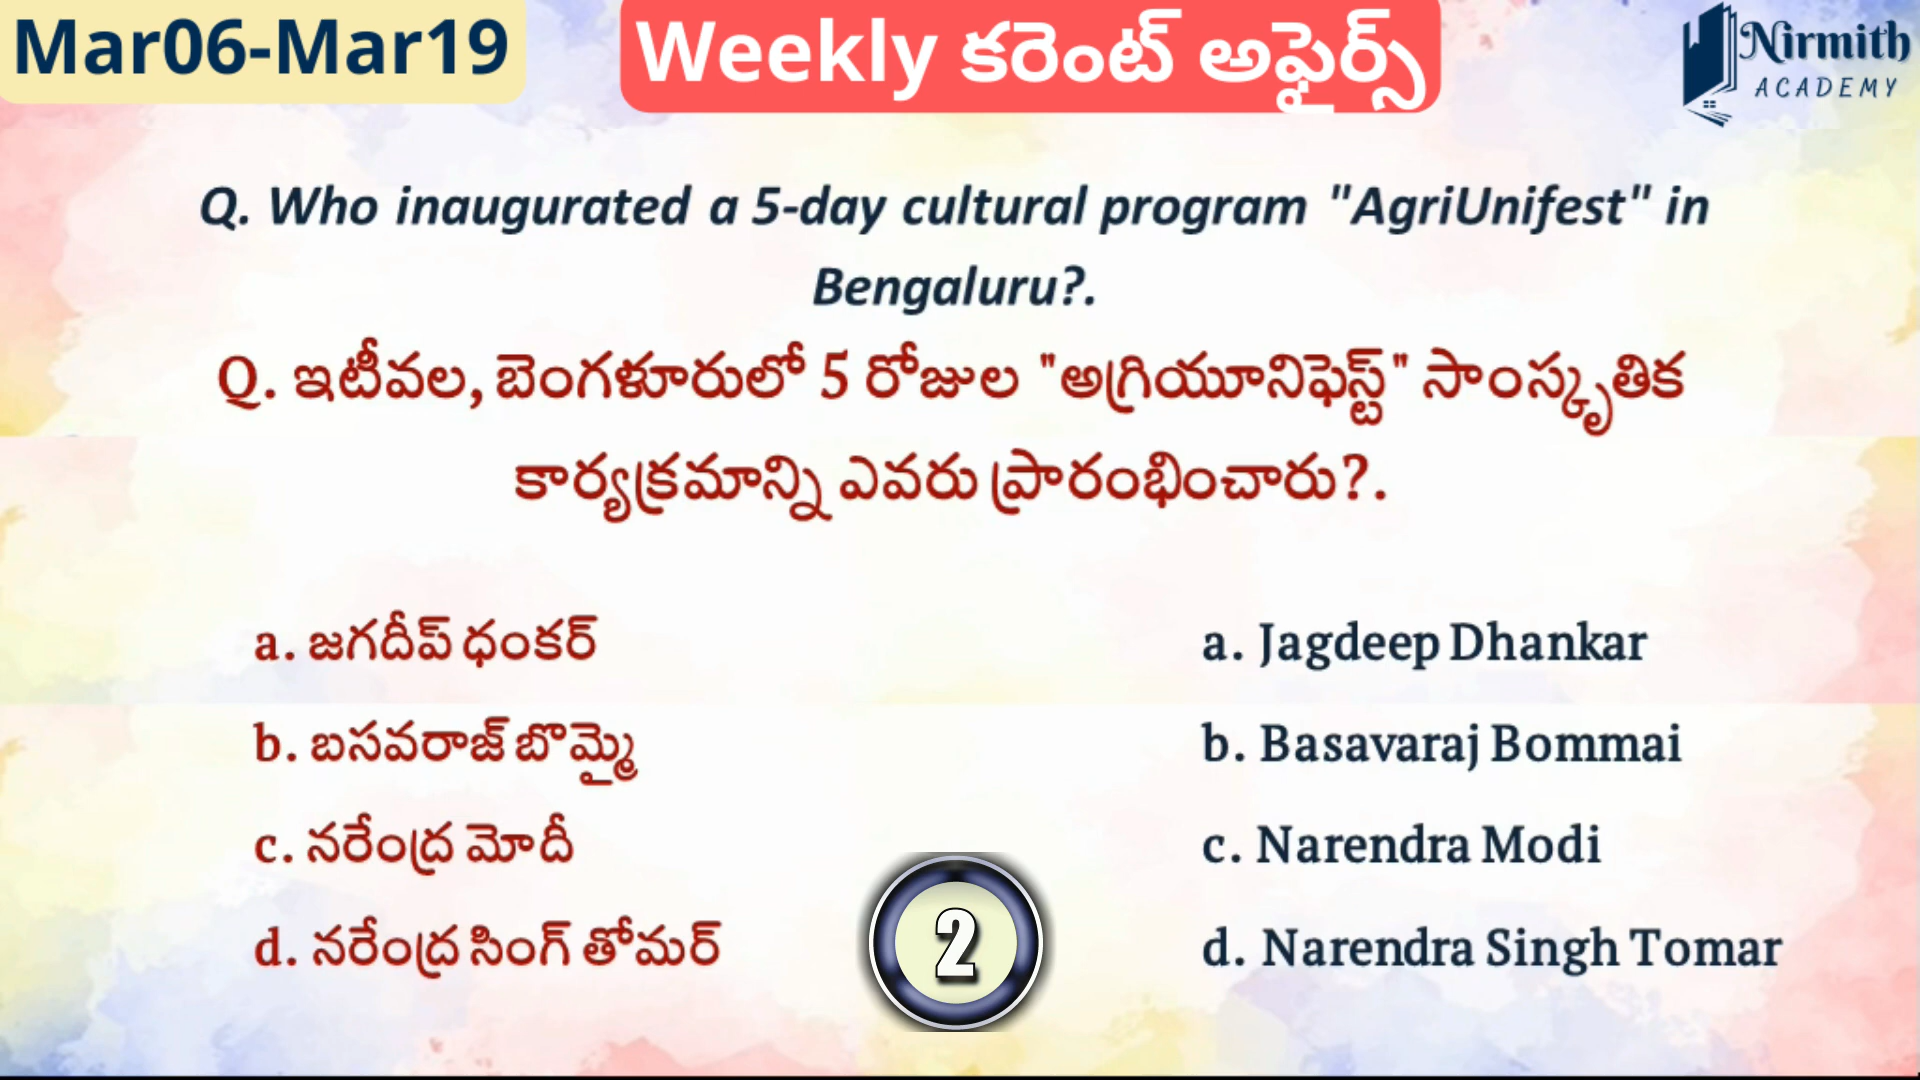 Mar06-Mar19
Weekly కరెంట్ అఫైర్స్
Nirmith
ACADEMY
Q. Who inaugurated a 5-day cultural program "AgriUnifest" in
Bengaluru?.
Q. ఇటీవల, బెంగళూరులో 5 రోజుల "అగ్రియూనిఫెస్ట్" సాంస్కృతిక
కార్యక్రమాన్ని ఎవరు ప్రారంభించారు?.
a. జగదీప్ ధంకర్
b. బసవరాజ్ బొమ్మై
c. నరేంద్ర మోదీ
d. నరేంద్ర సింగ్ తోమర్
a. Jagdeep Dhankar
b. Basavaraj Bommai
c. Narendra Modi
d. Narendra Singh Tomar
2